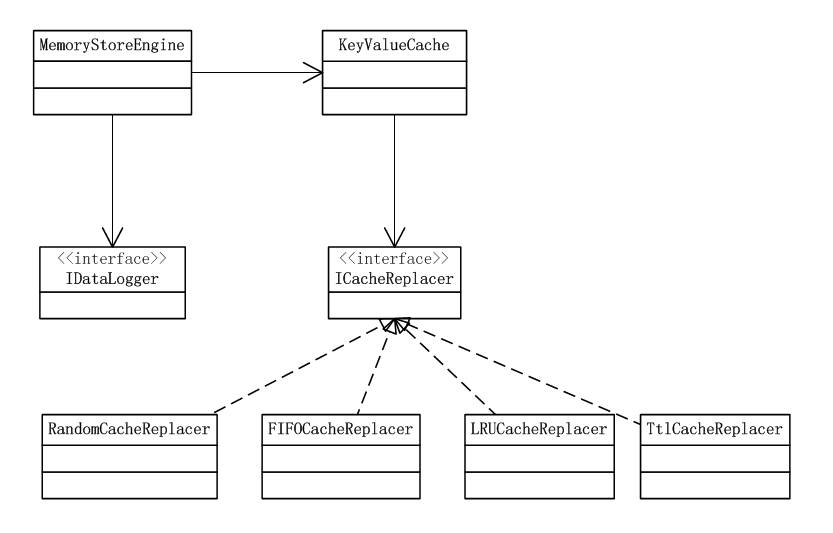 MemoryStoreEngine
KeyValueCache
<<interface>>
IDataLogger
<<interface>>
ICacheReplacer
RandomCacheReplacer
FIFOCacheReplacer
LRUCacheReplacer
TtlCacheReplacer